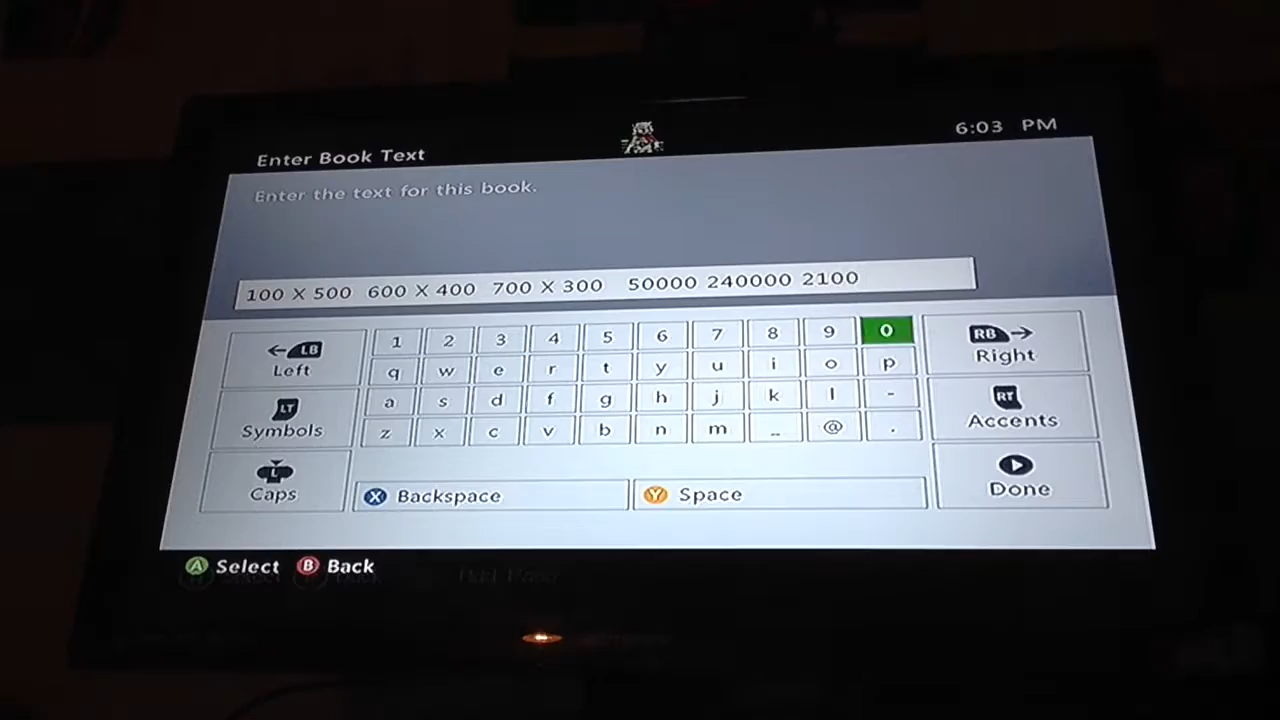 6:03 PM
Enter Book Text
Enter the text for this book.
100 X 500 600 X 400 700 X 300 50000 240000 2100
LB 1 2 3 4 5 6 7 8 9 0 RB
Left q w e r t y u i o p Right
LT a s d f g h j k l - RT
Symbols z x c v b n m _ @ . Accents
L
Caps X Backspace Y Space Done
A Select B Back